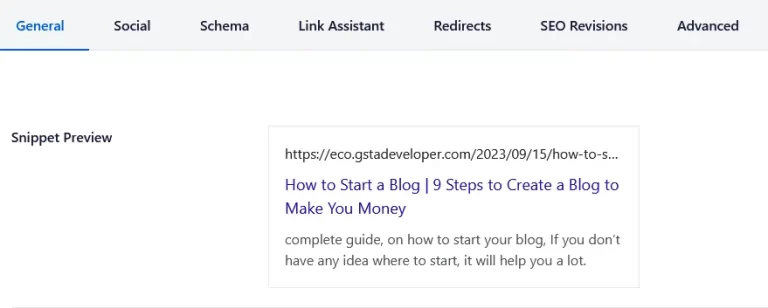 General Social Schema Link Assistant Redirects SEO Revisions Advanced
Snippet Preview
https://eco.gstadeveloper.com/2023/09/15/how-to-s...
How to Start a Blog | 9 Steps to Create a Blog to
Make You Money
complete guide, on how to start your blog, If you don't
have any idea where to start, it will help you a lot.